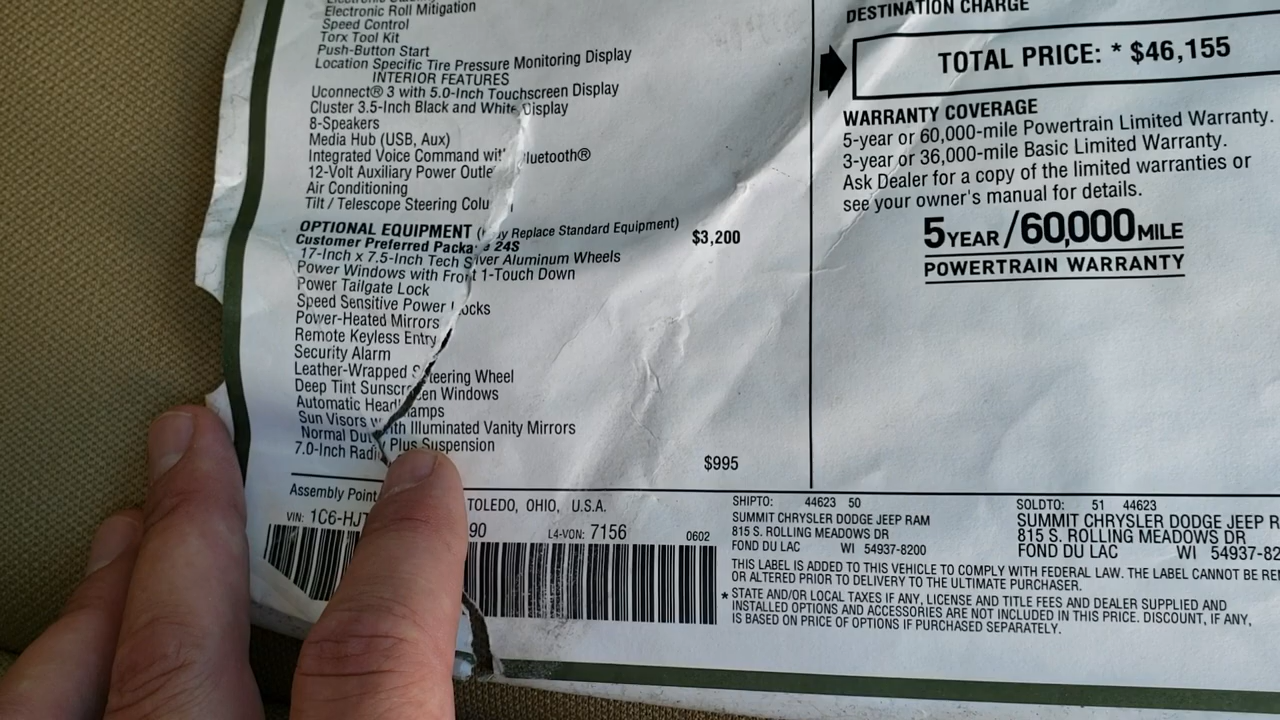 Electronic Roll Mitigation
Speed Control
Torx Tool Kit
Push-Button Start
Location Specific Tire Pressure Monitoring Display
INTERIOR FEATURES
Uconnect® 3 with 5.0-Inch Touchscreen Display
Cluster 3.5-Inch Black and White Display
8-Speakers
Media Hub (USB, Aux)
Integrated Voice Command with luetooth®
12-Volt Auxiliary Power Outle
Air Conditioning
Tilt / Telescope Steering Colu
OPTIONAL EQUIPMENT ( y Replace Standard Equipment)
Customer Preferred Packa e 24S $3,200
17-Inch x 7.5-Inch Tech Silver Aluminum Wheels
Power Windows with Front 1-Touch Down
Power Tailgate Lock
Speed Sensitive Power Locks
Power-Heated Mirrors
Remote Keyless Entry
Security Alarm
Leather-Wrapped Steering Wheel
Deep Tint Sunscreen Windows
Automatic Headlamps
Sun Visors with Illuminated Vanity Mirrors
Normal Duty Plus Suspension
7.0-Inch Radi $995
Assembly Point TOLEDO, OHIO, U.S.A.
VIN: 1C6-HJT 90 L4-VON: 7156 0602
DESTINATION CHARGE
TOTAL PRICE: * $46,155
WARRANTY COVERAGE
5-year or 60,000-mile Powertrain Limited Warranty.
3-year or 36,000-mile Basic Limited Warranty.
Ask Dealer for a copy of the limited warranties or
see your owner's manual for details.
5YEAR/60,000MILE
POWERTRAIN WARRANTY
SHIPTO: 44623 50
SUMMIT CHRYSLER DODGE JEEP RAM
815 S. ROLLING MEADOWS DR
FOND DU LAC WI 54937-8200
SOLDTO: 51 44623
SUMMIT CHRYSLER DODGE JEEP R
815 S. ROLLING MEADOWS DR
FOND DU LAC WI 54937-82
THIS LABEL IS ADDED TO THIS VEHICLE TO COMPLY WITH FEDERAL LAW. THE LABEL CANNOT BE RE
OR ALTERED PRIOR TO DELIVERY TO THE ULTIMATE PURCHASER.
* STATE AND/OR LOCAL TAXES IF ANY, LICENSE AND TITLE FEES AND DEALER SUPPLIED AND
INSTALLED OPTIONS AND ACCESSORIES ARE NOT INCLUDED IN THIS PRICE. DISCOUNT, IF ANY,
IS BASED ON PRICE OF OPTIONS IF PURCHASED SEPARATELY.